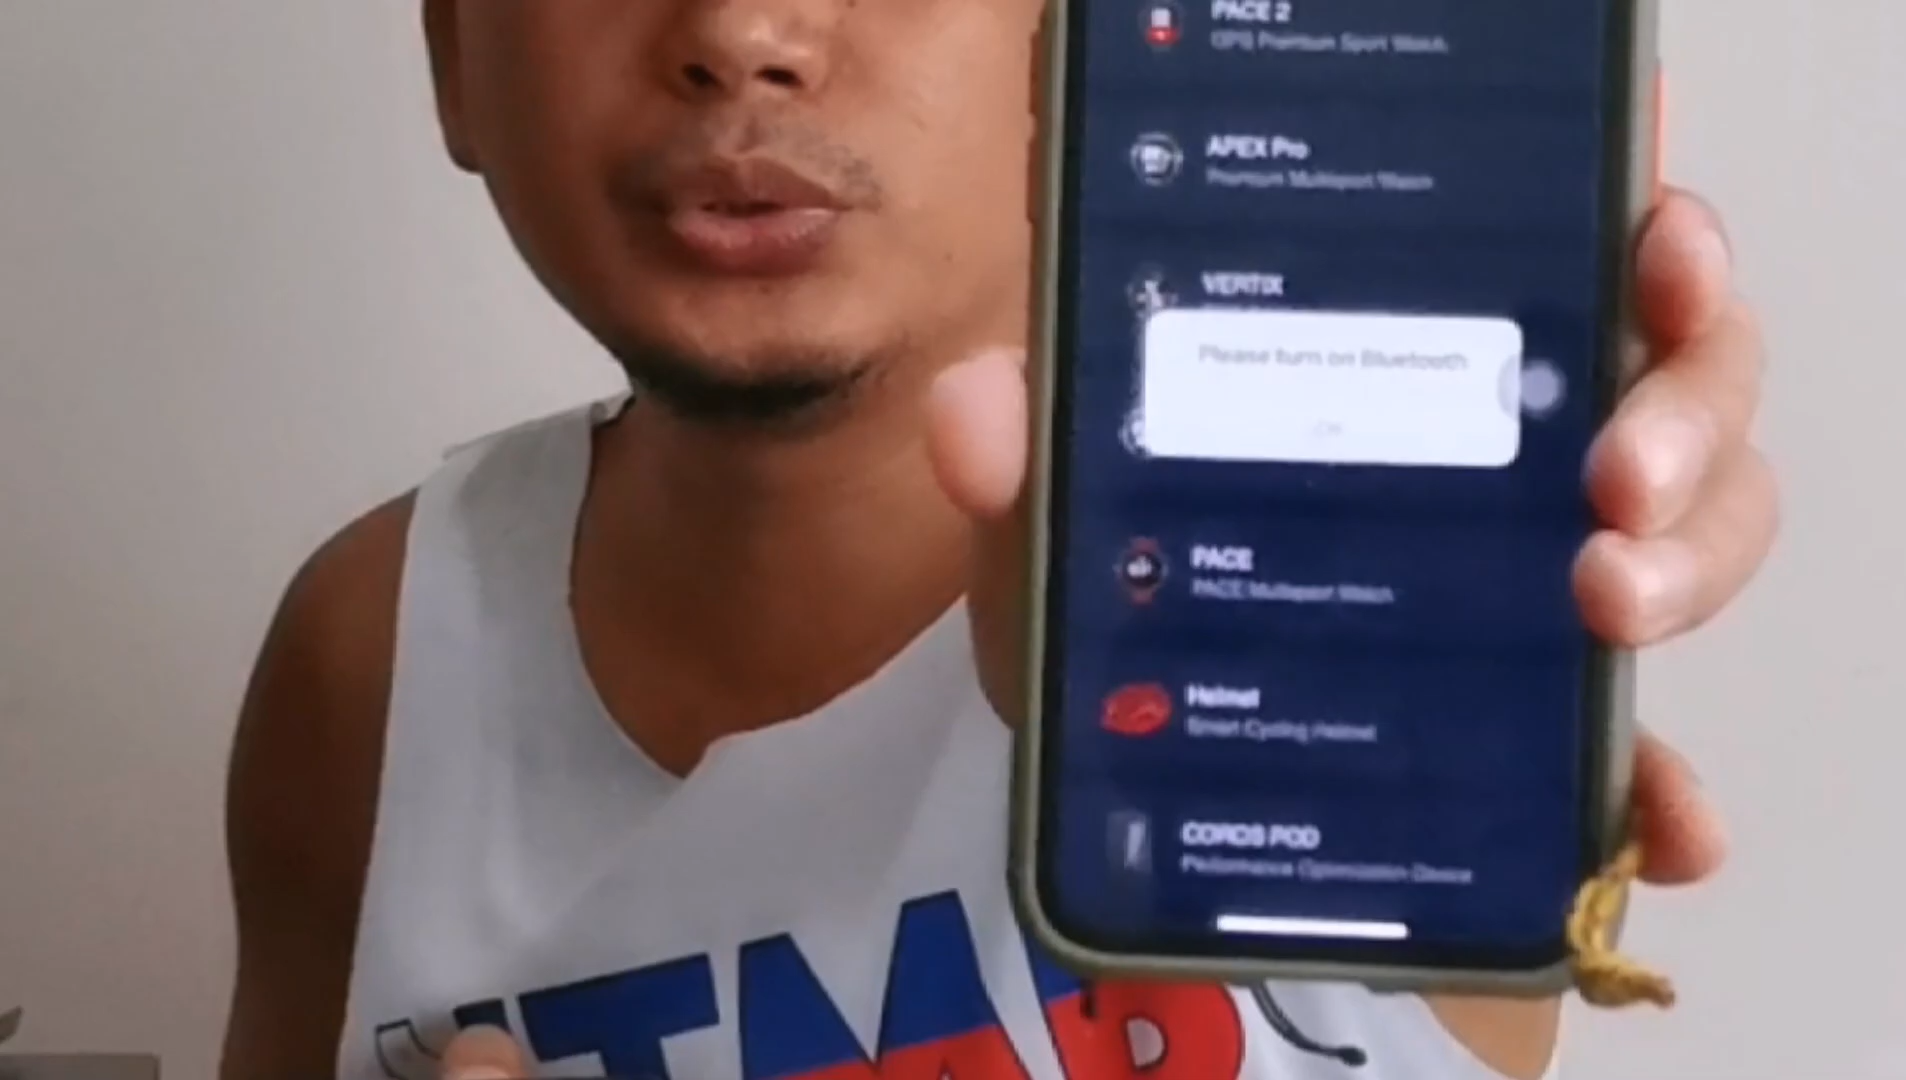 PACE 2
GPS Premium Sport Watch
APEX Pro
Premium Multisport Watch
VERTIX
Please turn on Bluetooth
OK
PACE
PACE Multisport Watch
Helmet
Smart Cycling Helmet
COROS POD
Performance Optimization Device